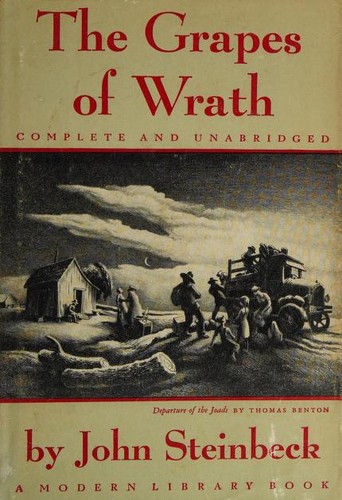 The Grapes
of Wrath
COMPLETE AND UNABRIDGED
Departure of the Joads BY THOMAS BENTON
by John Steinbeck
A MODERN LIBRARY BOOK